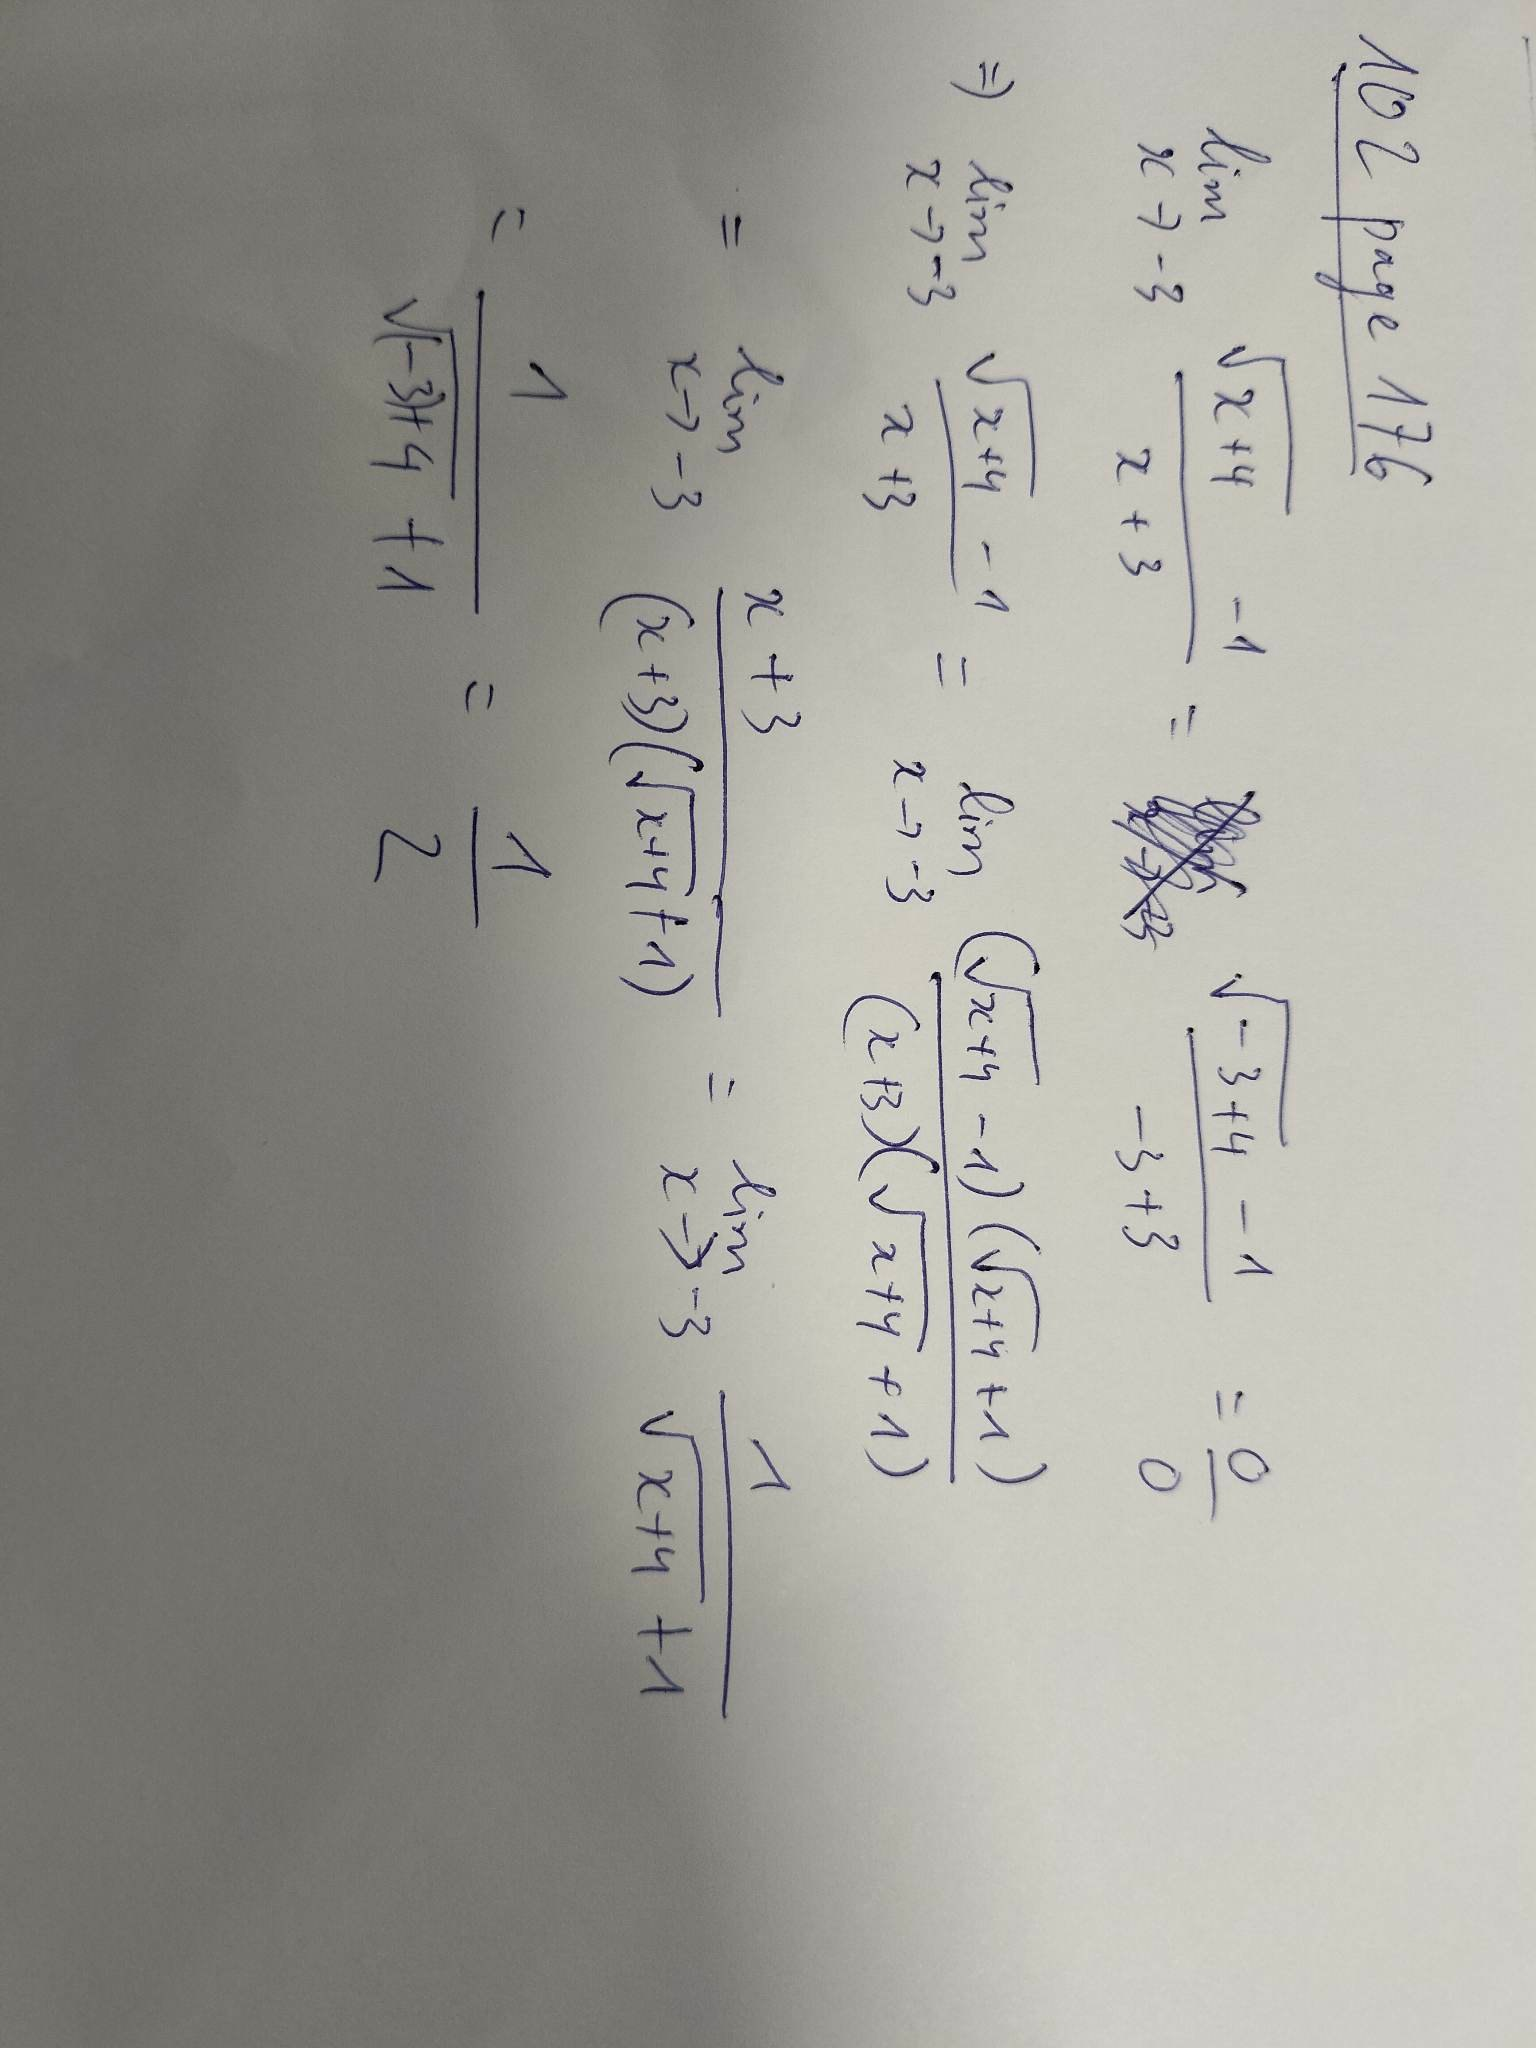 102 page 176
lim x→-3 (√(x+4) -1)/(x+3) = (√(-3+4) -1)/(-3+3) = 0/0
=> lim x→-3 (√(x+4) -1)/(x+3) = lim x→-3 ((√(x+4) -1)(√(x+4) +1))/((x+3)(√(x+4) +1))
= lim x→-3 (x+3)/((x+3)(√(x+4) +1)) = lim x→-3 1/(√(x+4) +1)
= 1/(√((-3)+4) +1) = 1/2